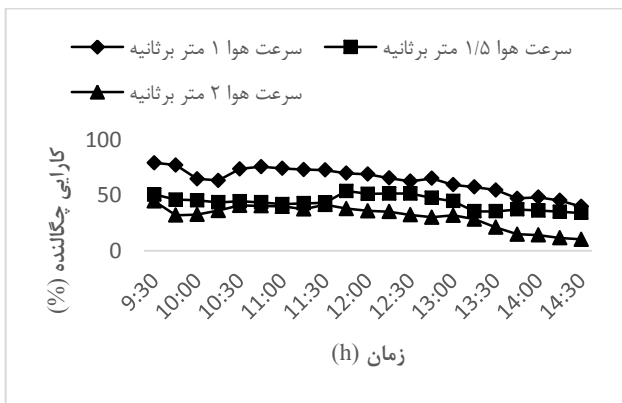 سرعت هوا ۱ متر برثانیه سرعت هوا ۱/۵ متر برثانیه
سرعت هوا ۲ متر برثانیه
کارایی چگالنده (%)
100
50
0
9:30 10:00 10:30 11:00 11:30 12:00 12:30 13:00 13:30 14:00 14:30
زمان (h)